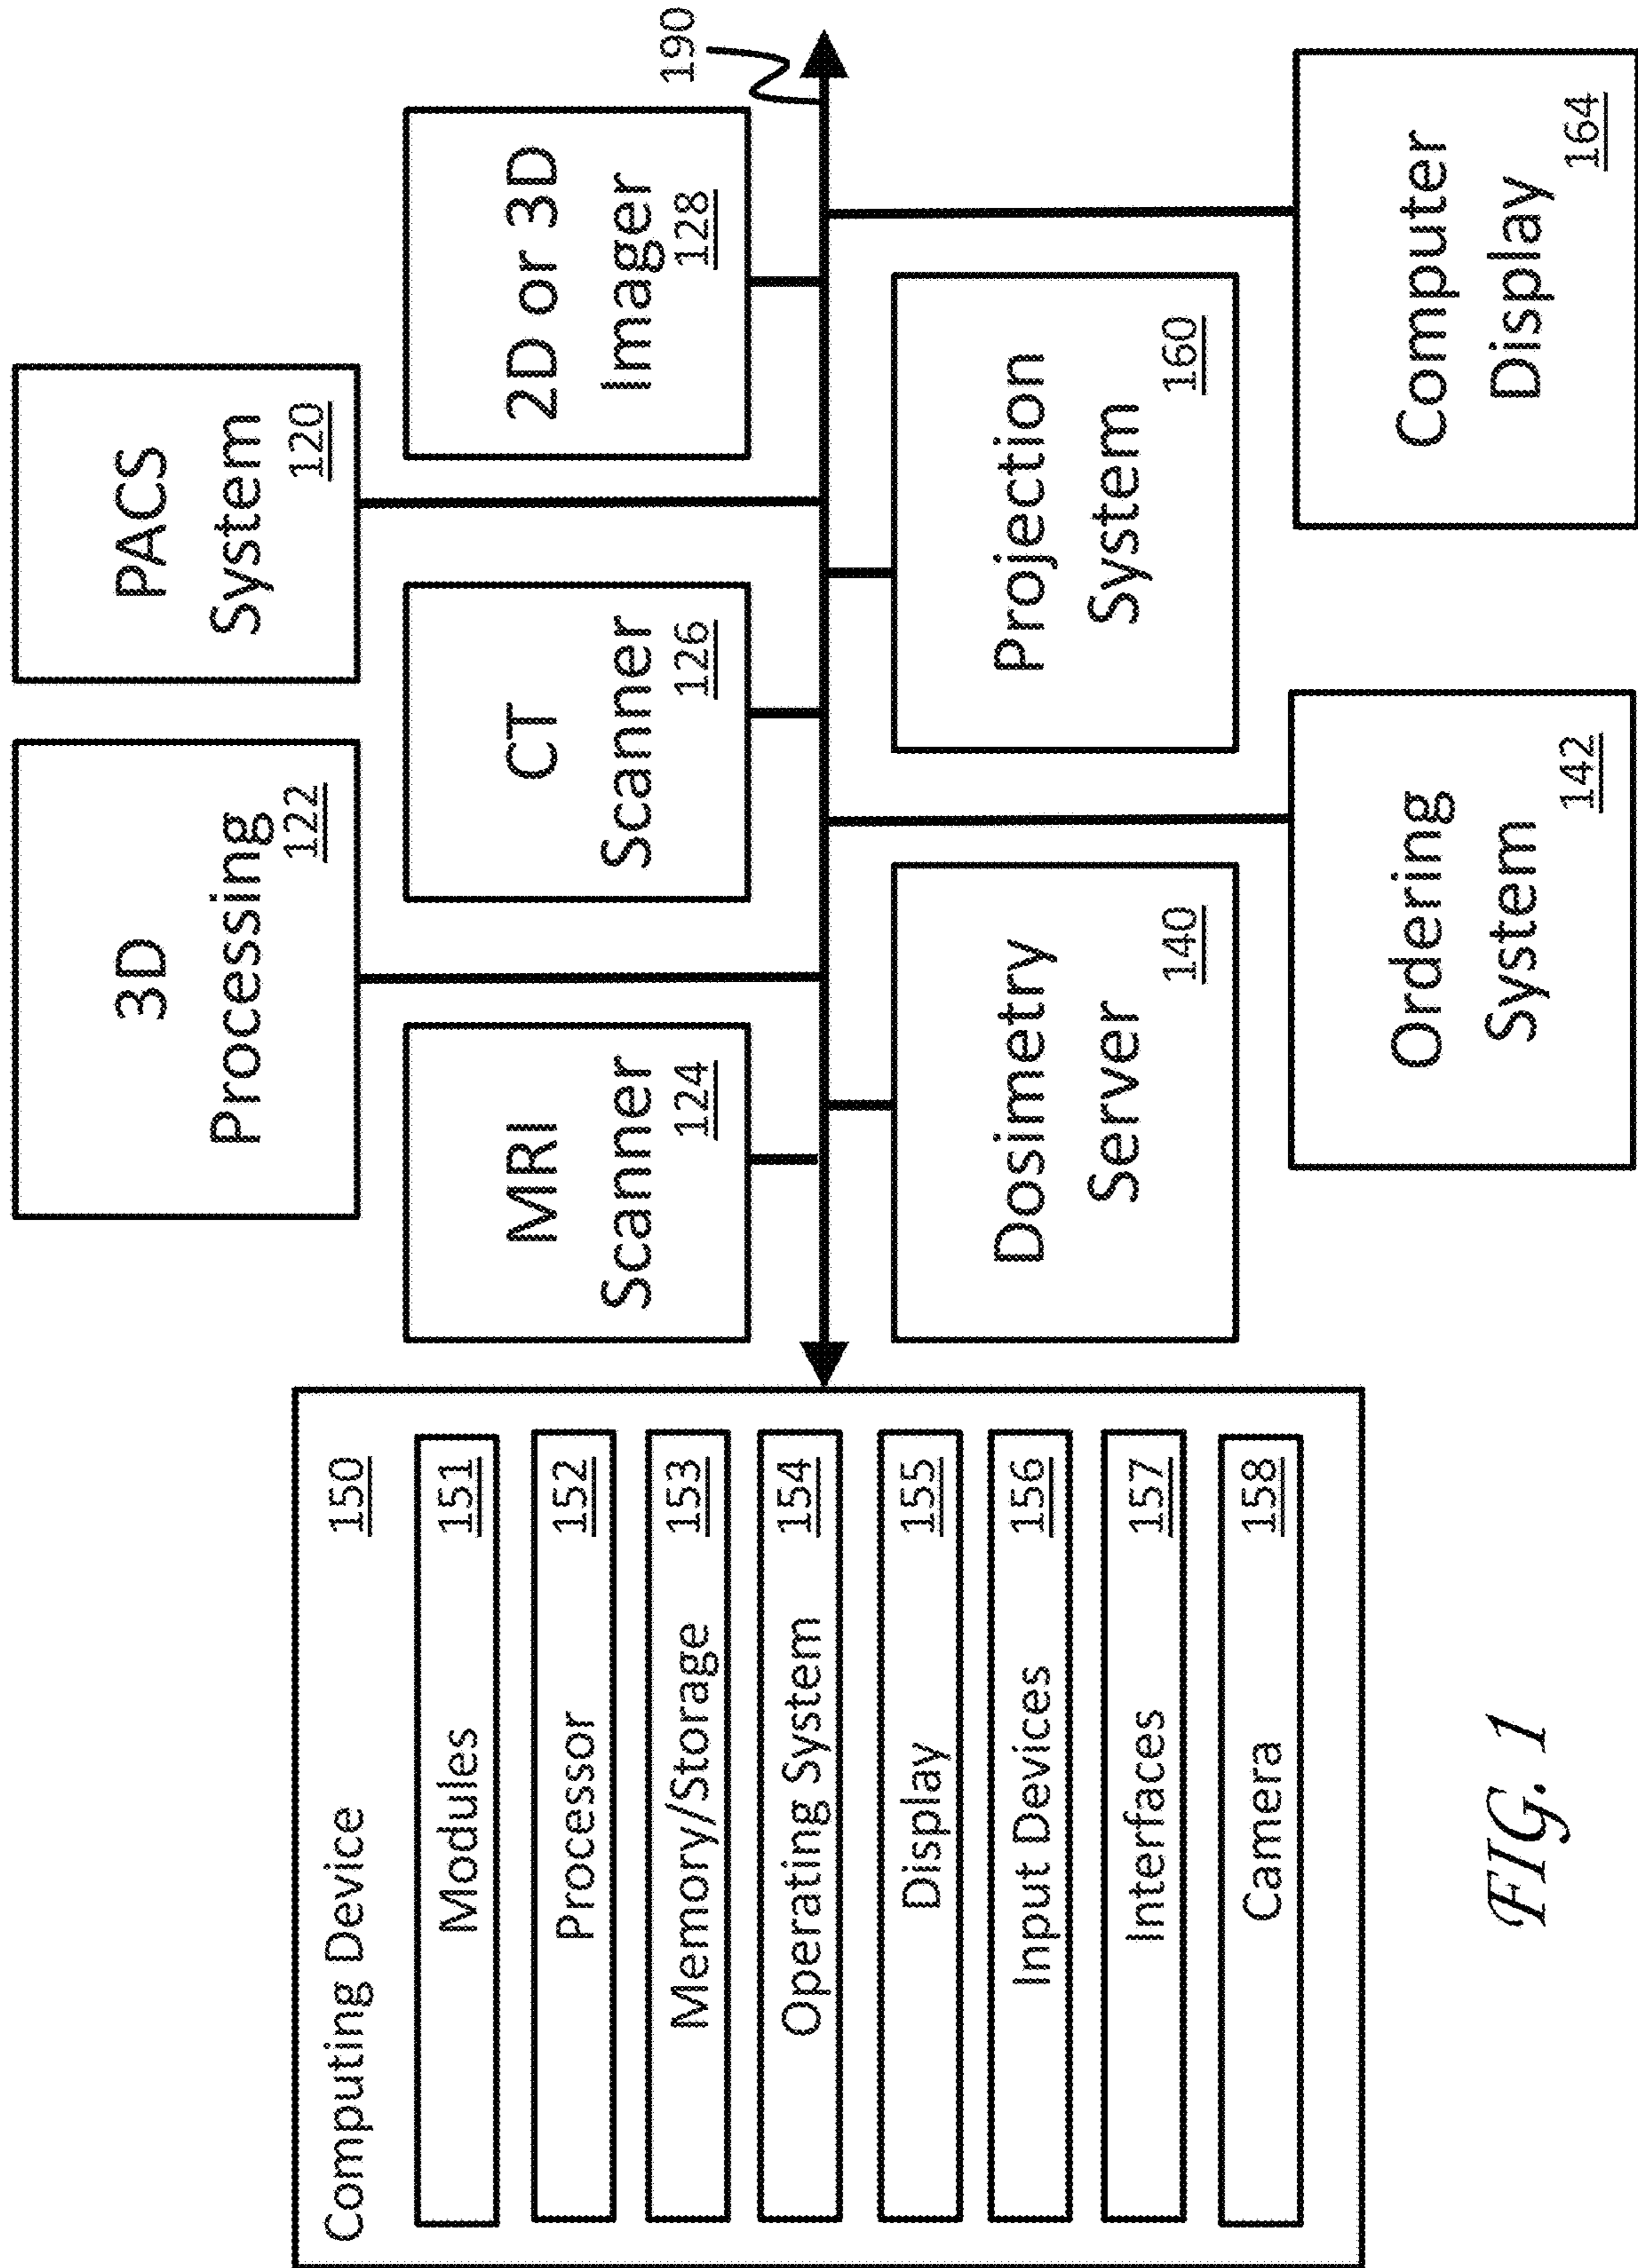 Computing Device 150
Modules 151
Processor 152
Memory/Storage 153
Operating System 154
Display 155
Input Devices 156
Interfaces 157
Camera 158
3D
Processing
122
PACS
System
120
MRI
Scanner
124
CT
Scanner
126
2D or 3D
Imager
128
190
Dosimetry
Server
140
Projection
System
160
Ordering
System
142
Computer
Display
164
FIG. 1